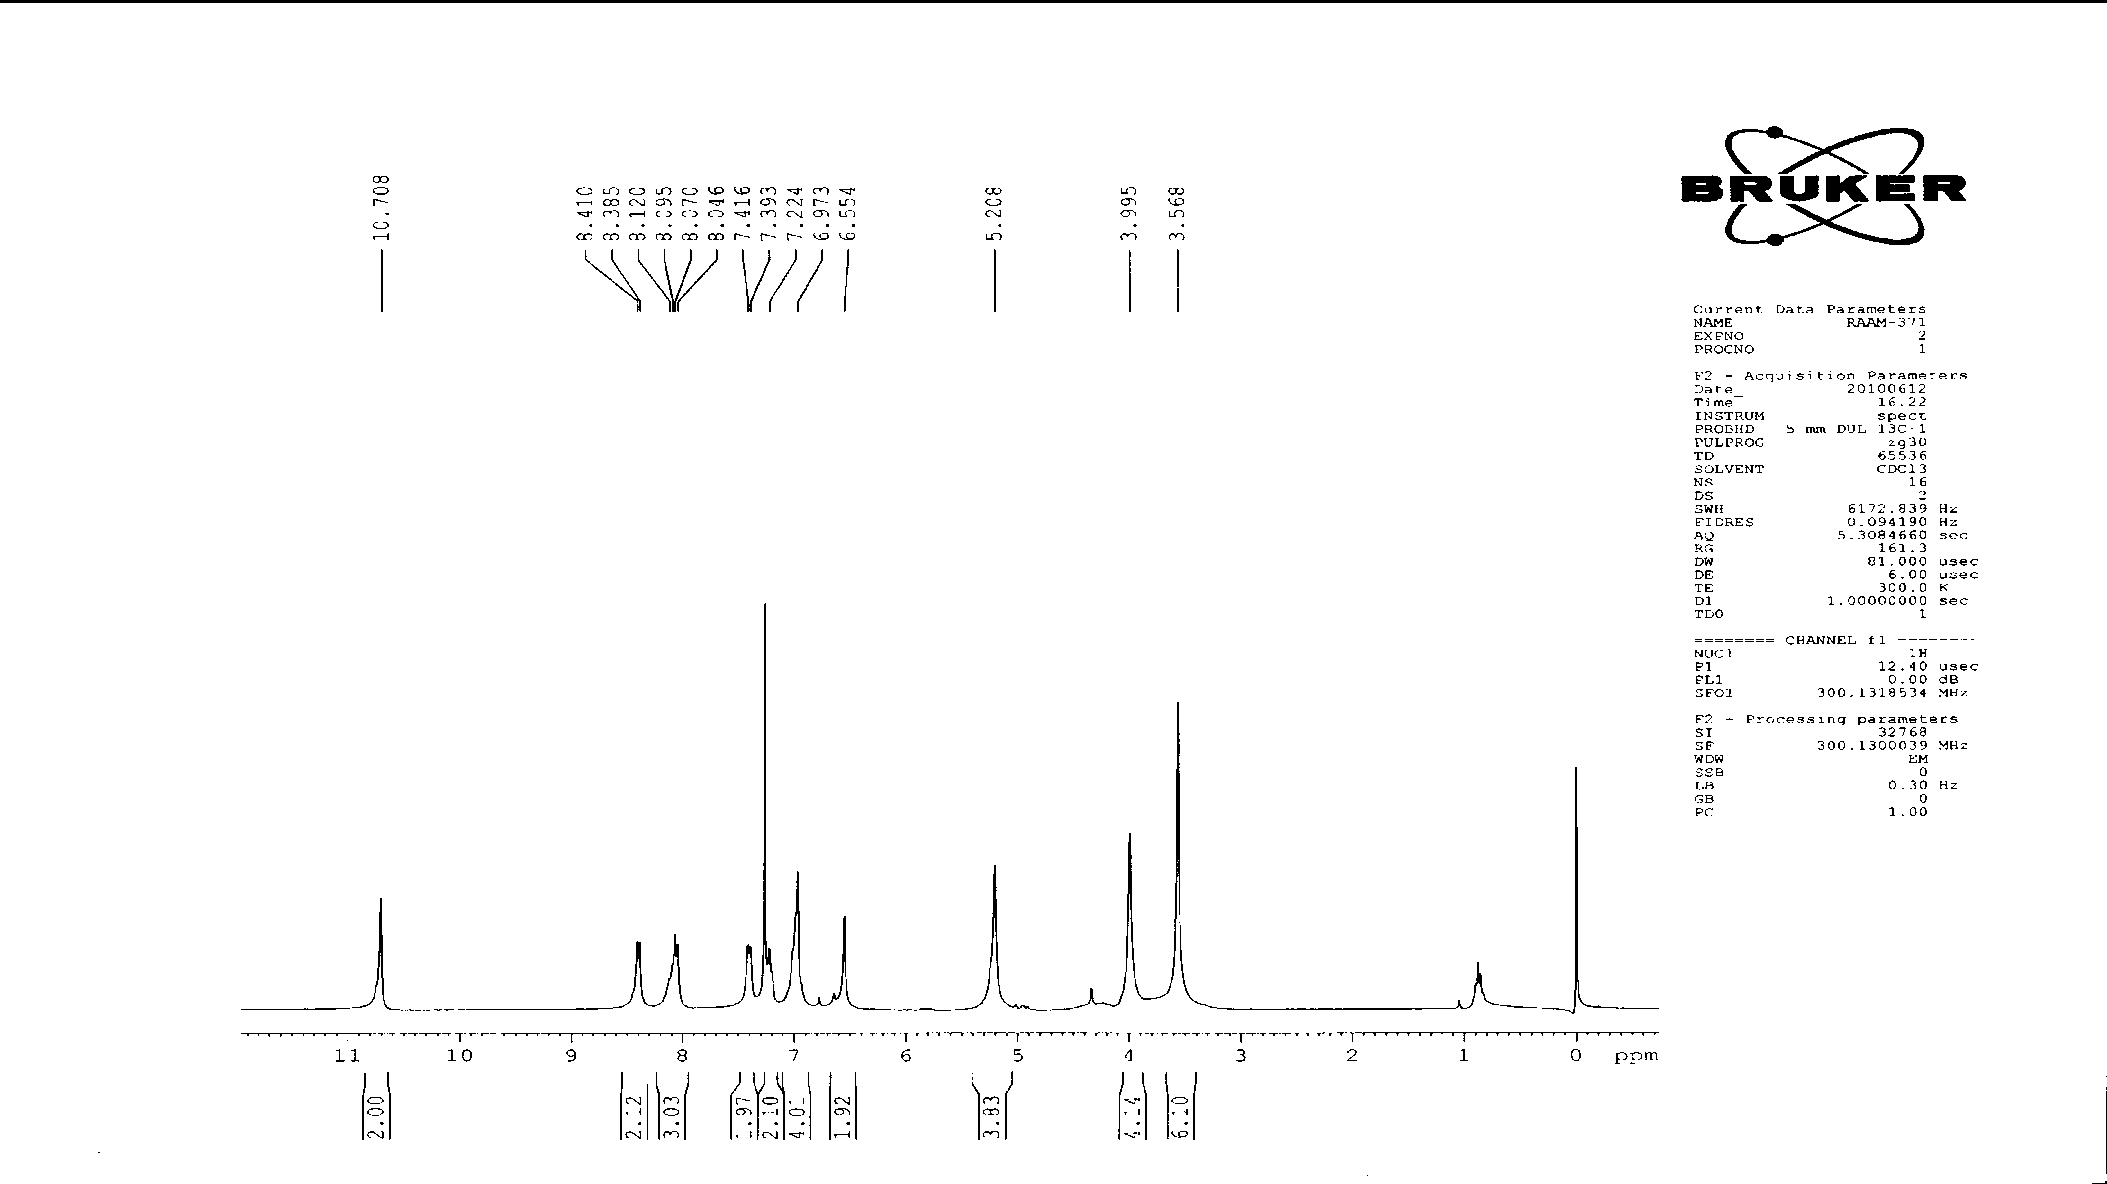 10.708
8.410
8.385
8.120
8.095
8.070
8.046
7.416
7.393
7.224
6.973
6.554
5.208
3.995
3.568
BRUKER
Current Data Parameters
NAME RAAM-371
EXPNO 2
PROCNO 1
F2 - Acquisition Parameters
Date_ 20100612
Time 16.22
INSTRUM spect
PROBHD 5 mm DUL 13C-1
PULPROG zg30
TD 65536
SOLVENT CDCl3
NS 16
DS 2
SWH 6172.839 Hz
FIDRES 0.094190 Hz
AQ 5.3084660 sec
RG 161.3
DW 81.000 usec
DE 6.00 usec
TE 300.0 K
D1 1.00000000 sec
TD0 1
======== CHANNEL f1 ========
NUC1 1H
P1 12.40 usec
PL1 0.00 dB
SFO1 300.1318534 MHz
F2 - Processing parameters
SI 32768
SF 300.1300039 MHz
WDW EM
SSB 0
LB 0.30 Hz
GB 0
PC 1.00
11 10 9 8 7 6 5 4 3 2 1 0 ppm
2.00
2.12
3.03
1.97
2.10
4.01
1.92
3.83
4.14
6.10